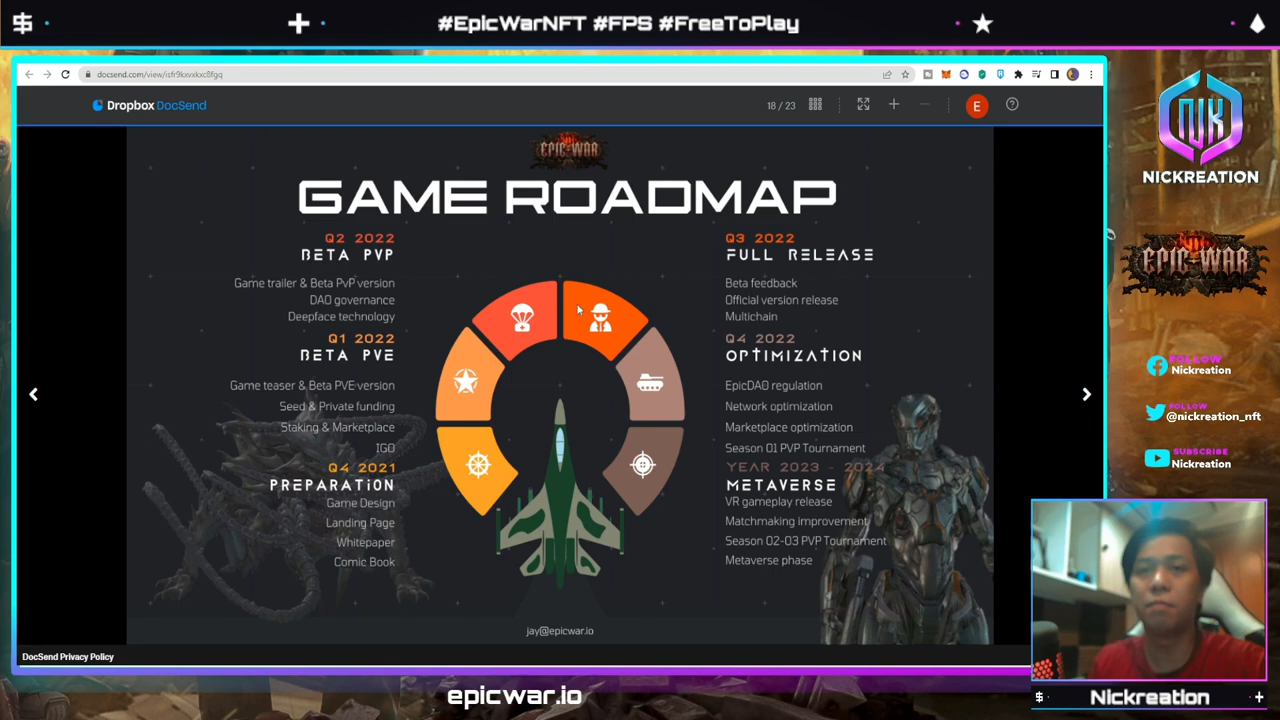 #EpicWarNFT #FPS #FreeToPlay
docsend.com/view/isfr9kxvxkxc8fgq
Dropbox DocSend
18 / 23
E
NICKREATION
EPIC-WAR
GAME ROADMAP
Q2 2022
BETA PVP
Game trailer & Beta PvP version
DAO governance
Deepface technology
Q1 2022
BETA PVE
Game teaser & Beta PVE version
Seed & Private funding
Staking & Marketplace
IGO
Q4 2021
PREPARATION
Game Design
Landing Page
Whitepaper
Comic Book
Q3 2022
FULL RELEASE
Beta feedback
Official version release
Multichain
Q4 2022
OPTIMIZATION
EpicDAO regulation
Network optimization
Marketplace optimization
Season 01 PVP Tournament
YEAR 2023 - 2024
METAVERSE
VR gameplay release
Matchmaking improvement
Season 02-03 PVP Tournament
Metaverse phase
jay@epicwar.io
EPIC-WAR
FOLLOW
Nickreation
FOLLOW
@nickreation_nft
SUBSCRIBE
Nickreation
DocSend Privacy Policy
epicwar.io
Nickreation